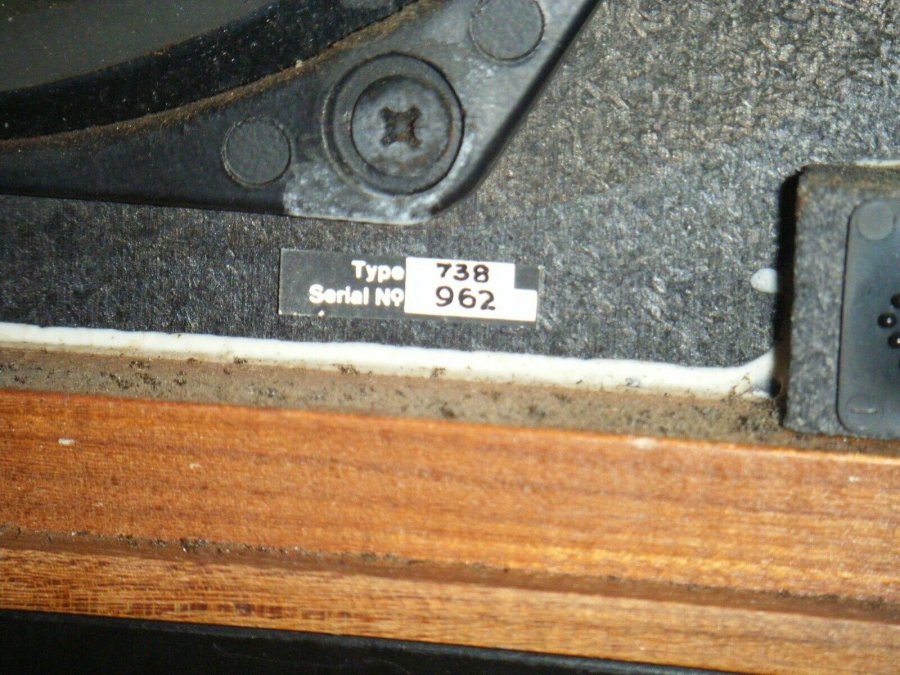 Type 738
Serial Nº 962